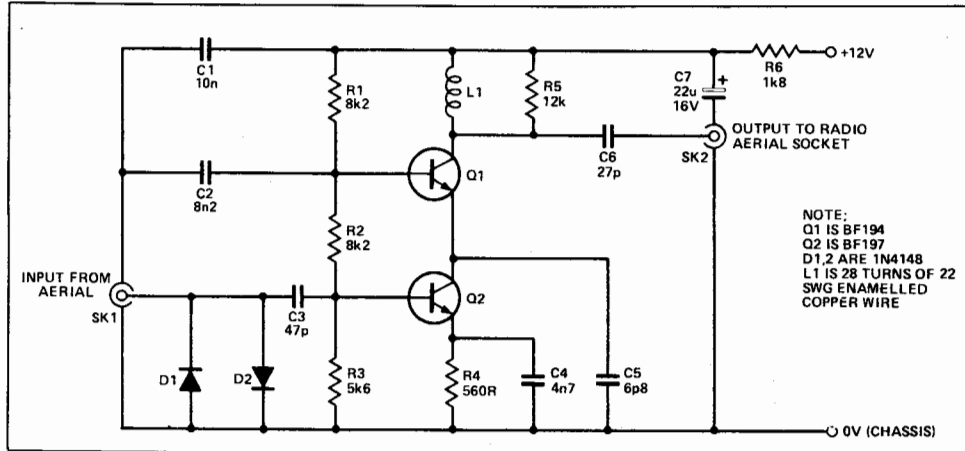 C1
10n
R1
8k2
L1
R5
12k
C7
22u
16V
+
R6
1k8
+12V
OUTPUT TO RADIO
AERIAL SOCKET
SK2
C6
27p
C2
8n2
Q1
R2
8k2
NOTE;
Q1 IS BF194
Q2 IS BF197
D1,2 ARE 1N4148
L1 IS 28 TURNS OF 22
SWG ENAMELLED
COPPER WIRE
INPUT FROM
AERIAL
SK1
C3
47p
Q2
D1
D2
R3
5k6
R4
560R
C4
4n7
C5
6p8
0V (CHASSIS)